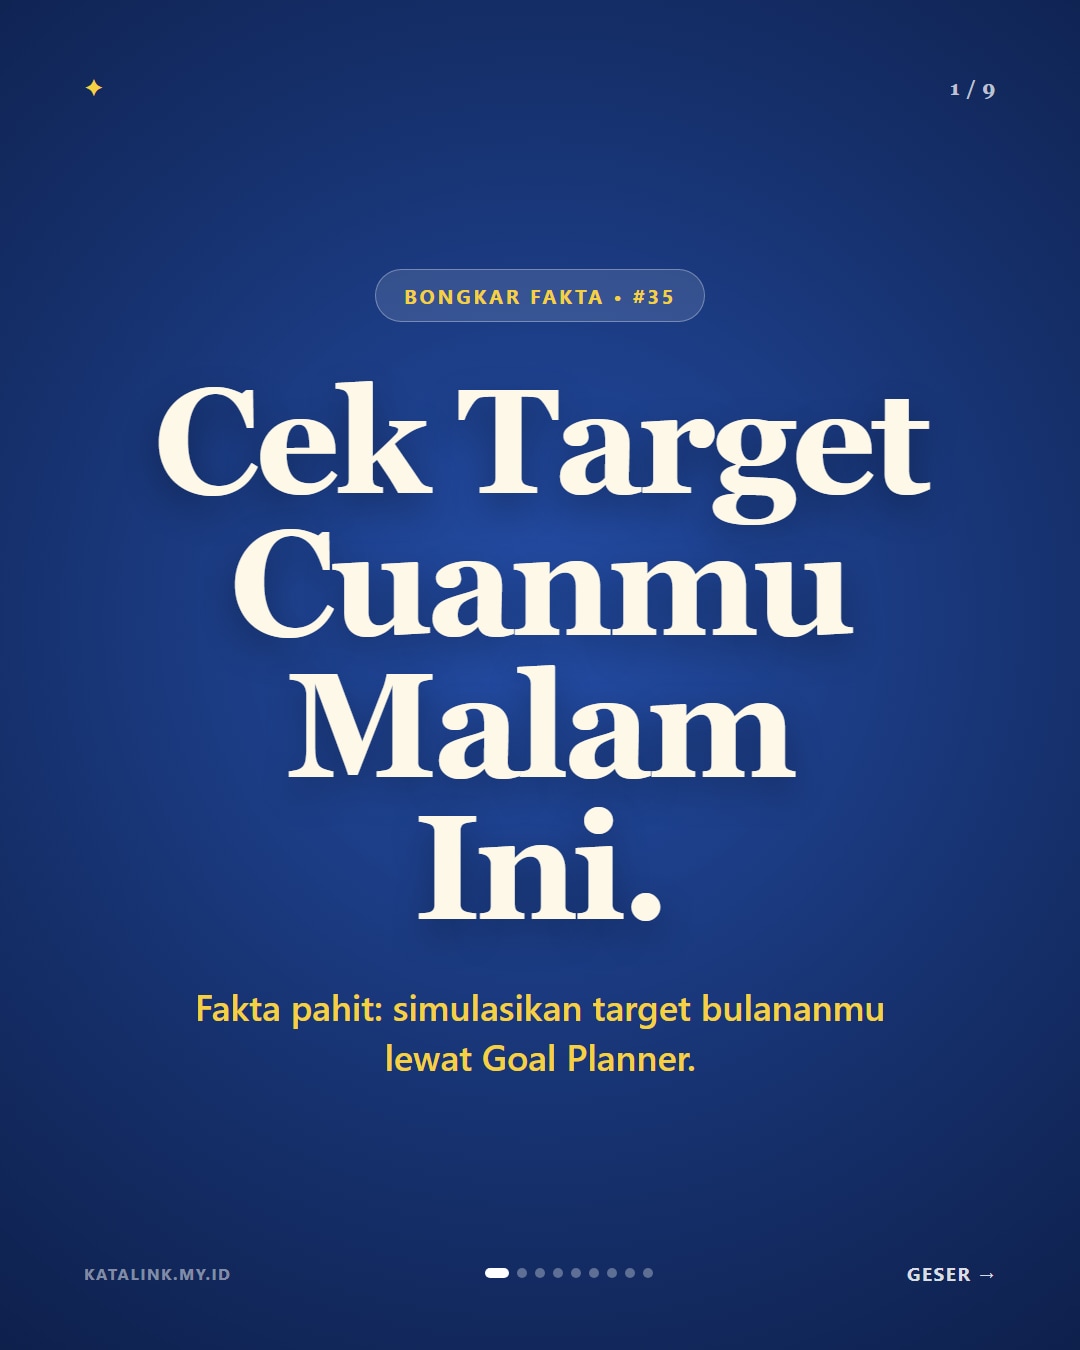 ✦
1 / 9
BONGKAR FAKTA • #35
Cek Target
Cuanmu
Malam
Ini.
Fakta pahit: simulasikan target bulananmu
lewat Goal Planner.
KATALINK.MY.ID
GESER →